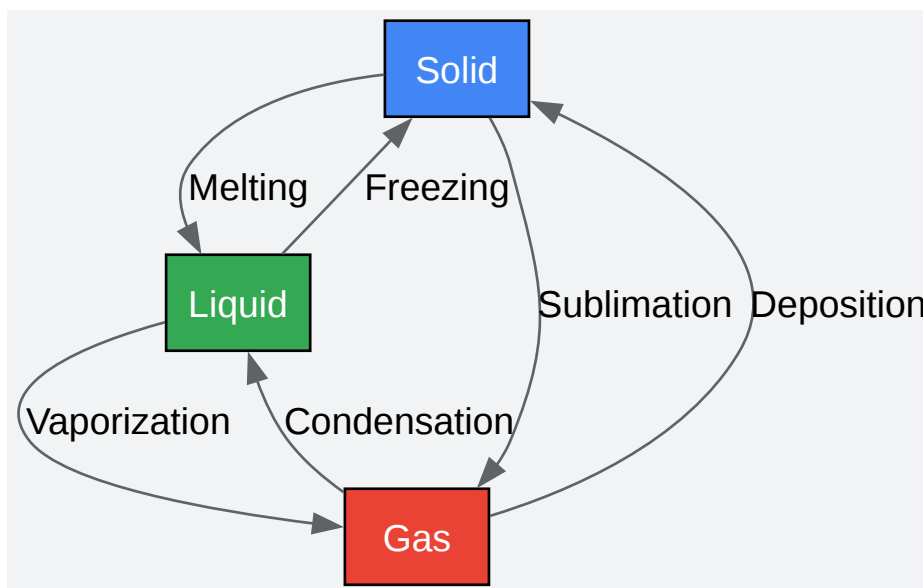 Solid
Melting
Freezing
Liquid
Sublimation
Deposition
Vaporization
Condensation
Gas